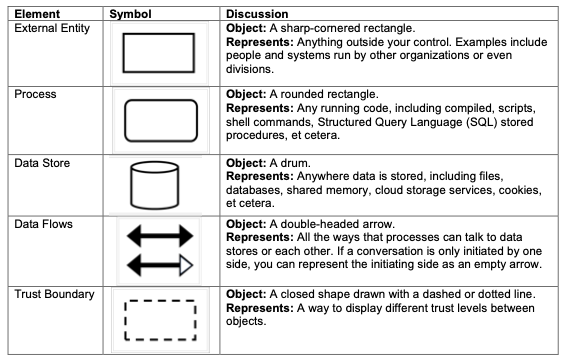 Element Symbol Discussion
External Entity
Object: A sharp-cornered rectangle.
Represents: Anything outside your control. Examples include
people and systems run by other organizations or even
divisions.
Process
Object: A rounded rectangle.
Represents: Any running code, including compiled, scripts,
shell commands, Structured Query Language (SQL) stored
procedures, et cetera.
Data Store
Object: A drum.
Represents: Anywhere data is stored, including files,
databases, shared memory, cloud storage services, cookies,
et cetera.
Data Flows
Object: A double-headed arrow.
Represents: All the ways that processes can talk to data
stores or each other. If a conversation is only initiated by one
side, you can represent the initiating side as an empty arrow.
Trust Boundary
Object: A closed shape drawn with a dashed or dotted line.
Represents: A way to display different trust levels between
objects.